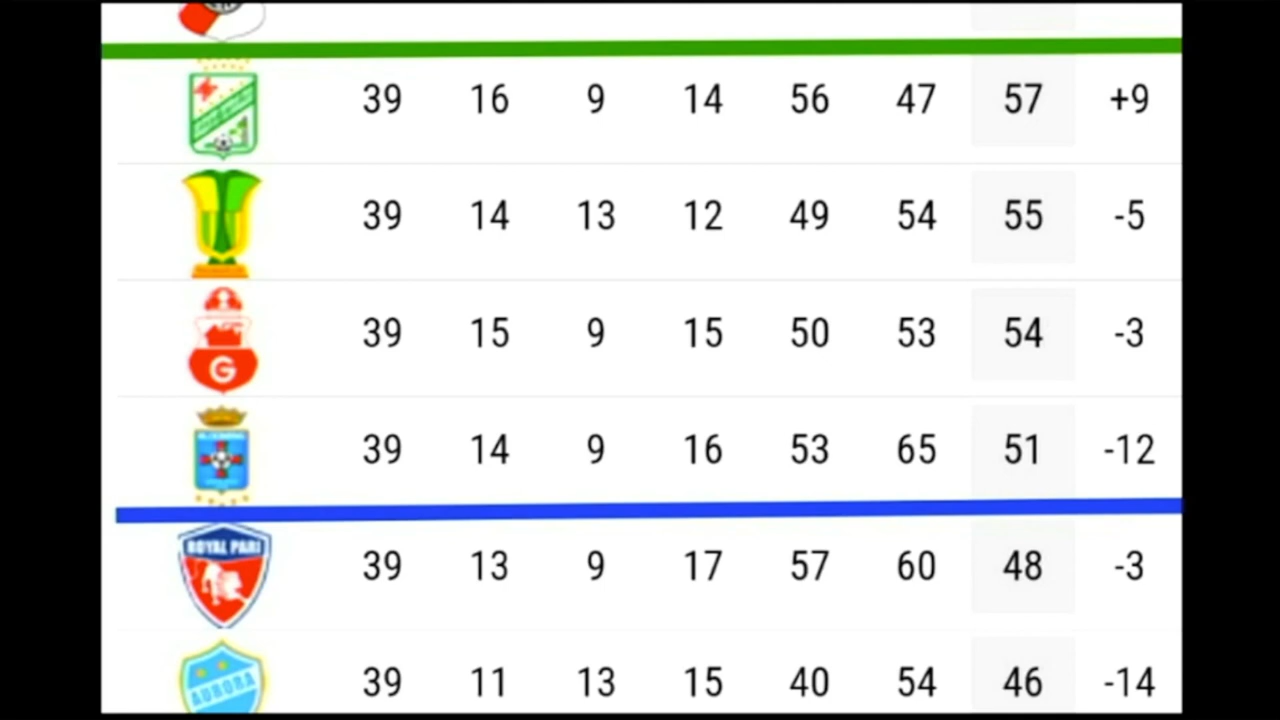 39 16 9 14 56 47 57 +9
39 14 13 12 49 54 55 -5
39 15 9 15 50 53 54 -3
G
39 14 9 16 53 65 51 -12
ROYAL PARI
39 13 9 17 57 60 48 -3
AURORA
39 11 13 15 40 54 46 -14